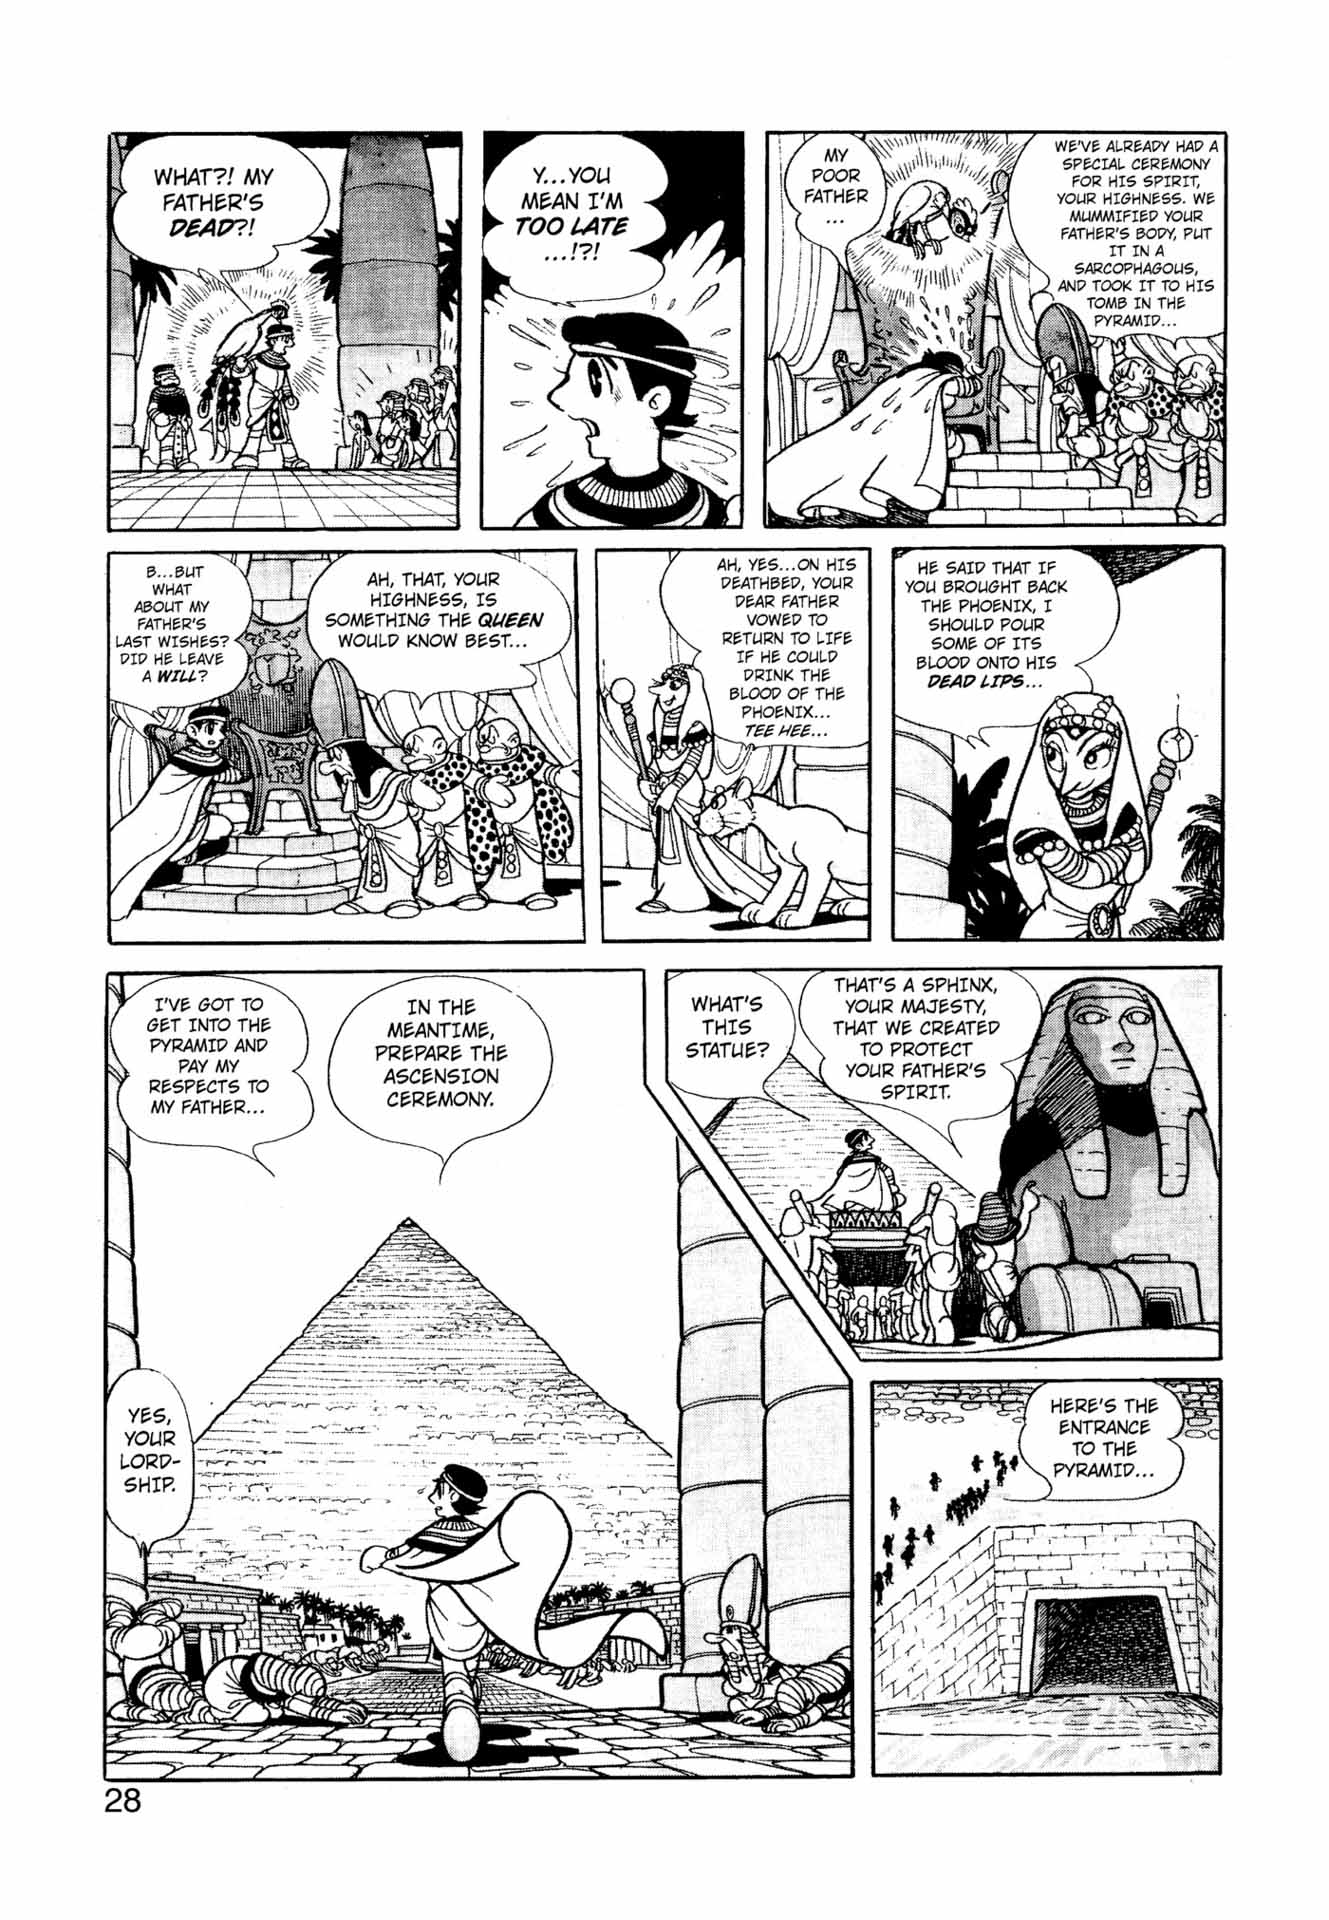 WHAT?! MY
FATHER'S
DEAD?!
Y...YOU
MEAN I'M
TOO LATE
...!?!
MY
POOR
FATHER
...
WE'VE ALREADY HAD A
SPECIAL CEREMONY
FOR HIS SPIRIT,
YOUR HIGHNESS. WE
MUMMIFIED YOUR
FATHER'S BODY, PUT
IT IN A
SARCOPHAGOUS,
AND TOOK IT TO HIS
TOMB IN THE
PYRAMID...
B...BUT
WHAT
ABOUT MY
FATHER'S
LAST WISHES?
DID HE LEAVE
A WILL?
AH, THAT, YOUR
HIGHNESS, IS
SOMETHING THE QUEEN
WOULD KNOW BEST...
AH, YES...ON HIS
DEATHBED, YOUR
DEAR FATHER
VOWED TO
RETURN TO LIFE
IF HE COULD
DRINK THE
BLOOD OF THE
PHOENIX...
TEE HEE...
HE SAID THAT IF
YOU BROUGHT BACK
THE PHOENIX, I
SHOULD POUR
SOME OF ITS
BLOOD ONTO HIS
DEAD LIPS...
I'VE GOT TO
GET INTO THE
PYRAMID AND
PAY MY
RESPECTS TO
MY FATHER...
IN THE
MEANTIME,
PREPARE THE
ASCENSION
CEREMONY.
YES,
YOUR
LORD-
SHIP.
WHAT'S
THIS
STATUE?
THAT'S A SPHINX,
YOUR MAJESTY,
THAT WE CREATED
TO PROTECT
YOUR FATHER'S
SPIRIT.
HERE'S THE
ENTRANCE
TO THE
PYRAMID...
28